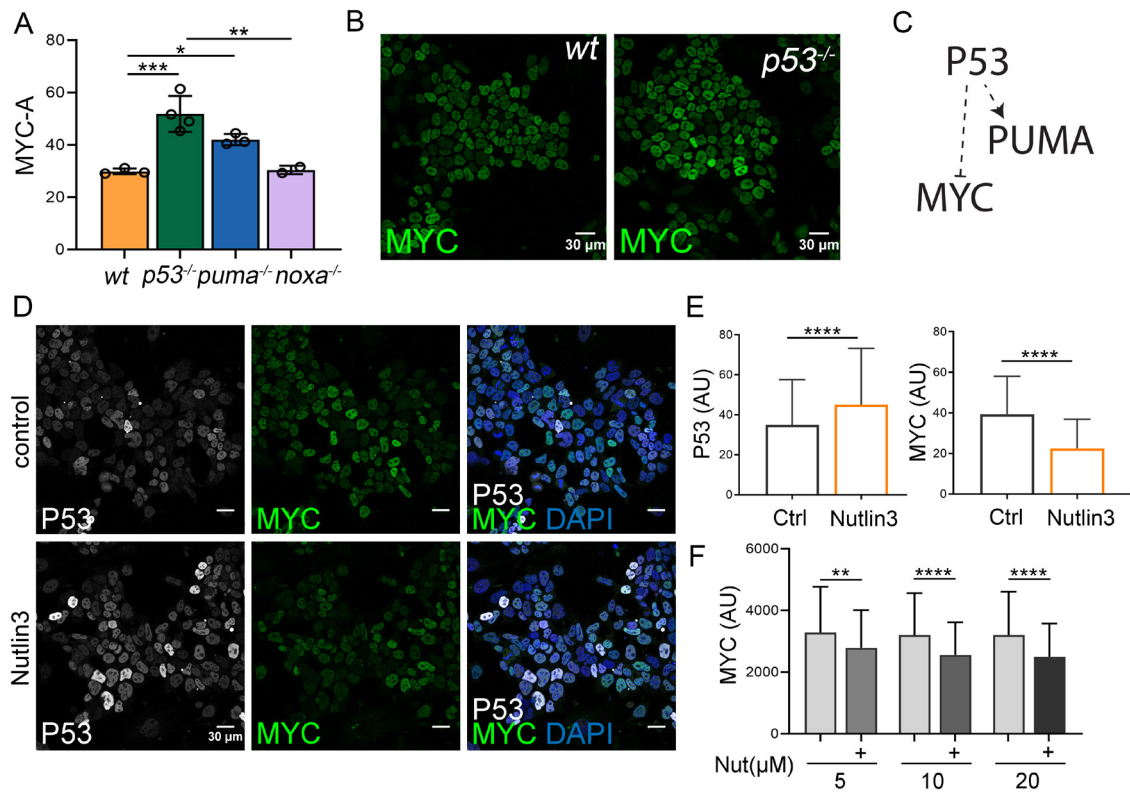 A
80
60
40
20
0
MYC-A
***
*
**
wt
p53-/-
puma-/-
noxa-/-
B
wt
MYC
30 µm
p53-/-
MYC
30 µm
C
P53
PUMA
MYC
D
control
P53
MYC
P53
MYC DAPI
Nutlin3
P53
30 µm
MYC
P53
MYC DAPI
E
80
60
40
20
0
P53 (AU)
****
Ctrl
Nutlin3
60
40
20
0
MYC (AU)
****
Ctrl
Nutlin3
F
6000
4000
2000
0
MYC (AU)
**
****
****
+
+
+
Nut(µM)
5
10
20